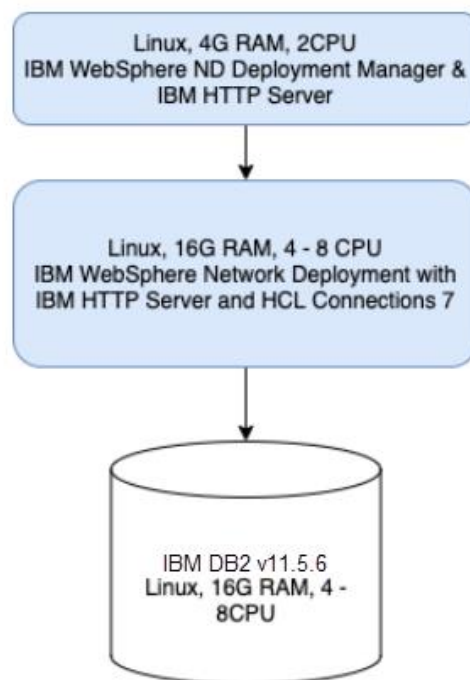 Linux, 4G RAM, 2CPU
IBM WebSphere ND Deployment Manager &
IBM HTTP Server
Linux, 16G RAM, 4 - 8 CPU
IBM WebSphere Network Deployment with
IBM HTTP Server and HCL Connections 7
IBM DB2 v11.5.6
Linux, 16G RAM, 4 -
8CPU